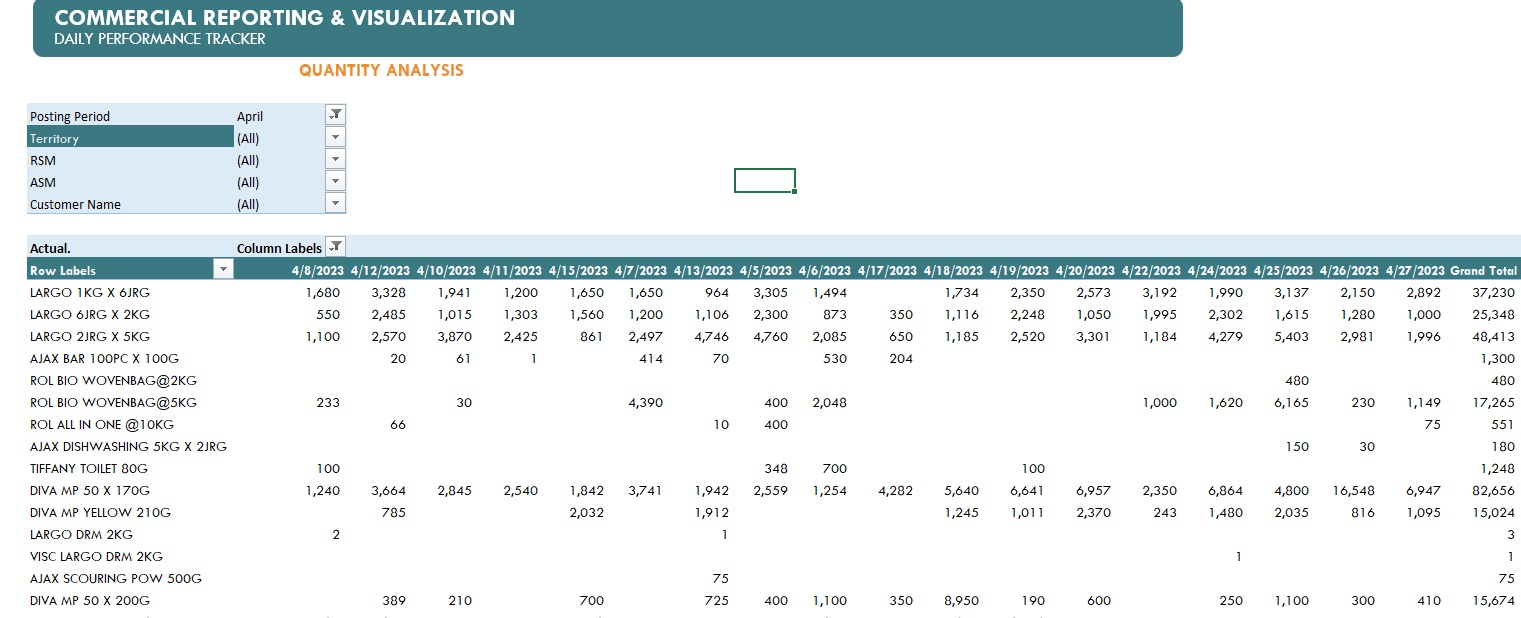 COMMERCIAL REPORTING & VISUALIZATION
DAILY PERFORMANCE TRACKER
QUANTITY ANALYSIS
Posting Period April
Territory (All)
RSM (All)
ASM (All)
Customer Name (All)
Actual. Column Labels
Row Labels 4/8/2023 4/12/2023 4/10/2023 4/11/2023 4/15/2023 4/7/2023 4/13/2023 4/5/2023 4/6/2023 4/17/2023 4/18/2023 4/19/2023 4/20/2023 4/22/2023 4/24/2023 4/25/2023 4/26/2023 4/27/2023 Grand Total
LARGO 1KG X 6JRG 1,680 3,328 1,941 1,200 1,650 1,650 964 3,305 1,494 1,734 2,350 2,573 3,192 1,990 3,137 2,150 2,892 37,230
LARGO 6JRG X 2KG 550 2,485 1,015 1,303 1,560 1,200 1,106 2,300 873 350 1,116 2,248 1,050 1,995 2,302 1,615 1,280 1,000 25,348
LARGO 2JRG X 5KG 1,100 2,570 3,870 2,425 861 2,497 4,746 4,760 2,085 650 1,185 2,520 3,301 1,184 4,279 5,403 2,981 1,996 48,413
AJAX BAR 100PC X 100G 20 61 1 414 70 530 204 1,300
ROL BIO WOVENBAG@2KG 480 480
ROL BIO WOVENBAG@5KG 233 30 4,390 400 2,048 1,000 1,620 6,165 230 1,149 17,265
ROL ALL IN ONE @10KG 66 10 400 75 551
AJAX DISHWASHING 5KG X 2JRG 150 30 180
TIFFANY TOILET 80G 100 348 700 100 1,248
DIVA MP 50 X 170G 1,240 3,664 2,845 2,540 1,842 3,741 1,942 2,559 1,254 4,282 5,640 6,641 6,957 2,350 6,864 4,800 16,548 6,947 82,656
DIVA MP YELLOW 210G 785 2,032 1,912 1,245 1,011 2,370 243 1,480 2,035 816 1,095 15,024
LARGO DRM 2KG 2 1 3
VISC LARGO DRM 2KG 1 1
AJAX SCOURING POW 500G 75 75
DIVA MP 50 X 200G 389 210 700 725 400 1,100 350 8,950 190 600 250 1,100 300 410 15,674